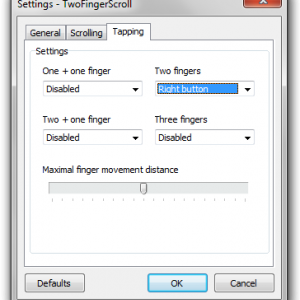 Settings - TwoFingerScroll
General Scrolling Tapping
Settings
One + one finger Two fingers
Disabled Right button
Two + one finger Three fingers
Disabled Disabled
Maximal finger movement distance
Defaults OK Cancel